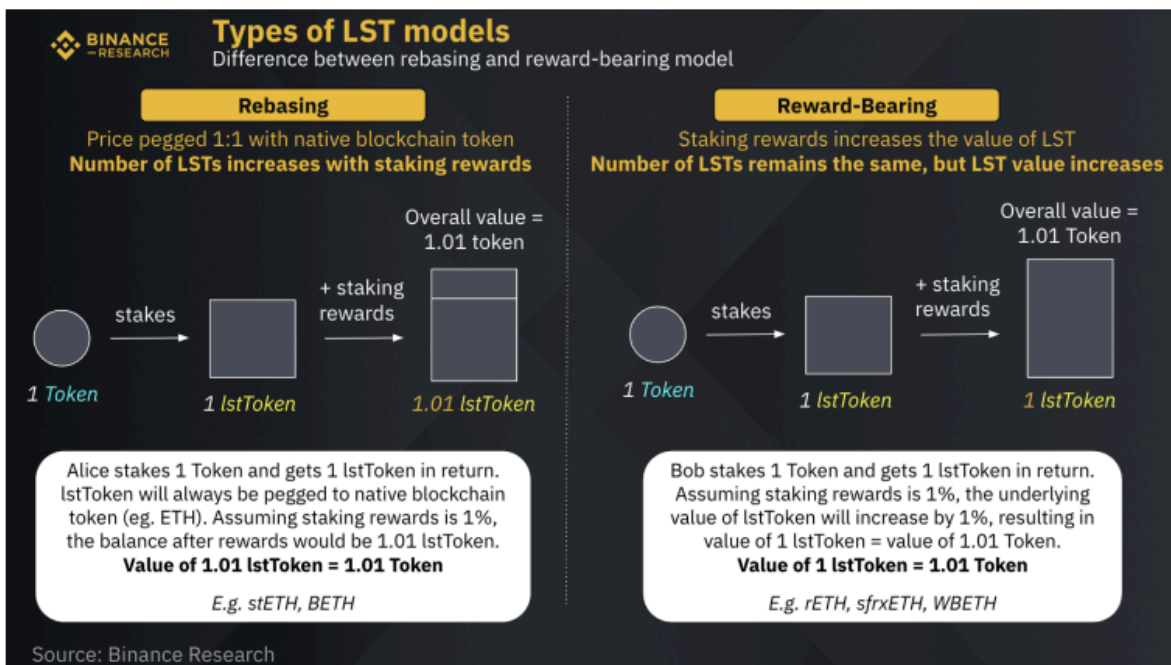 BINANCE
RESEARCH
Types of LST models
Difference between rebasing and reward-bearing model
Rebasing
Price pegged 1:1 with native blockchain token
Number of LSTs increases with staking rewards
Overall value =
1.01 token
stakes
+ staking
rewards
1 Token
1 lstToken
1.01 lstToken
Alice stakes 1 Token and gets 1 lstToken in return.
lstToken will always be pegged to native blockchain
token (eg. ETH). Assuming staking rewards is 1%,
the balance after rewards would be 1.01 lstToken.
Value of 1.01 lstToken = 1.01 Token
E.g. stETH, BETH
Reward-Bearing
Staking rewards increases the value of LST
Number of LSTs remains the same, but LST value increases
Overall value =
1.01 Token
stakes
+ staking
rewards
1 Token
1 lstToken
1 lstToken
Bob stakes 1 Token and gets 1 lstToken in return.
Assuming staking rewards is 1%, the underlying
value of lstToken will increase by 1%, resulting in
value of 1 lstToken = value of 1.01 Token.
Value of 1 lstToken = 1.01 Token
E.g. rETH, sfrxETH, WBETH
Source: Binance Research